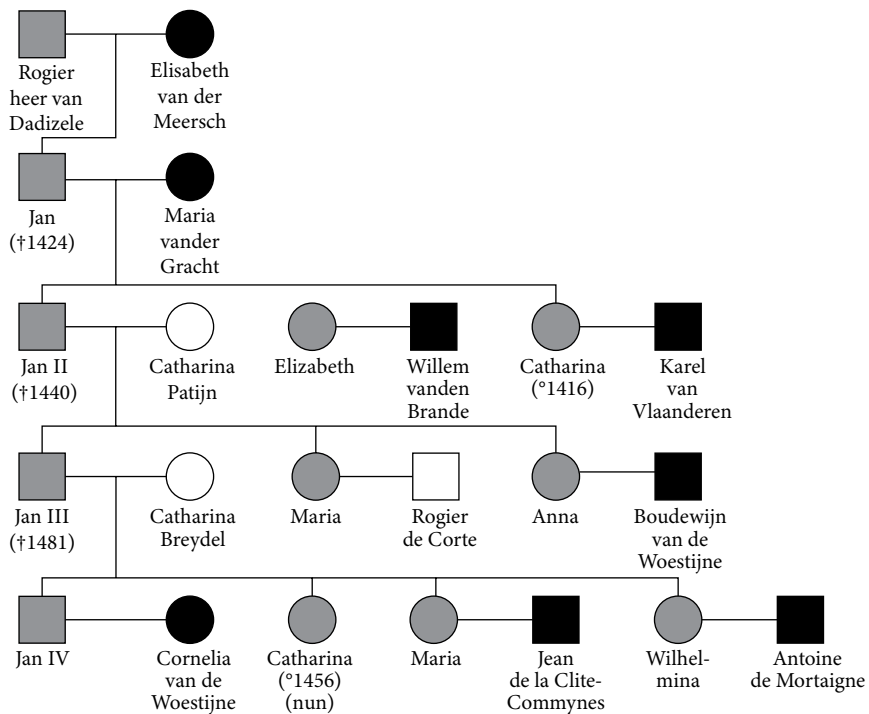 Rogier
heer van
Dadizele
Elisabeth
van der
Meersch
Jan
(†1424)
Maria
vander
Gracht
Jan II
(†1440)
Catharina
Patijn
Elizabeth
Willem
vanden
Brande
Catharina
(°1416)
Karel
van
Vlaanderen
Jan III
(†1481)
Catharina
Breydel
Maria
Rogier
de Corte
Anna
Boudewijn
van de
Woestijne
Jan IV
Cornelia
van de
Woestijne
Catharina
(°1456)
(nun)
Maria
Jean
de la Clite-
Commynes
Wilhel-
mina
Antoine
de Mortaigne